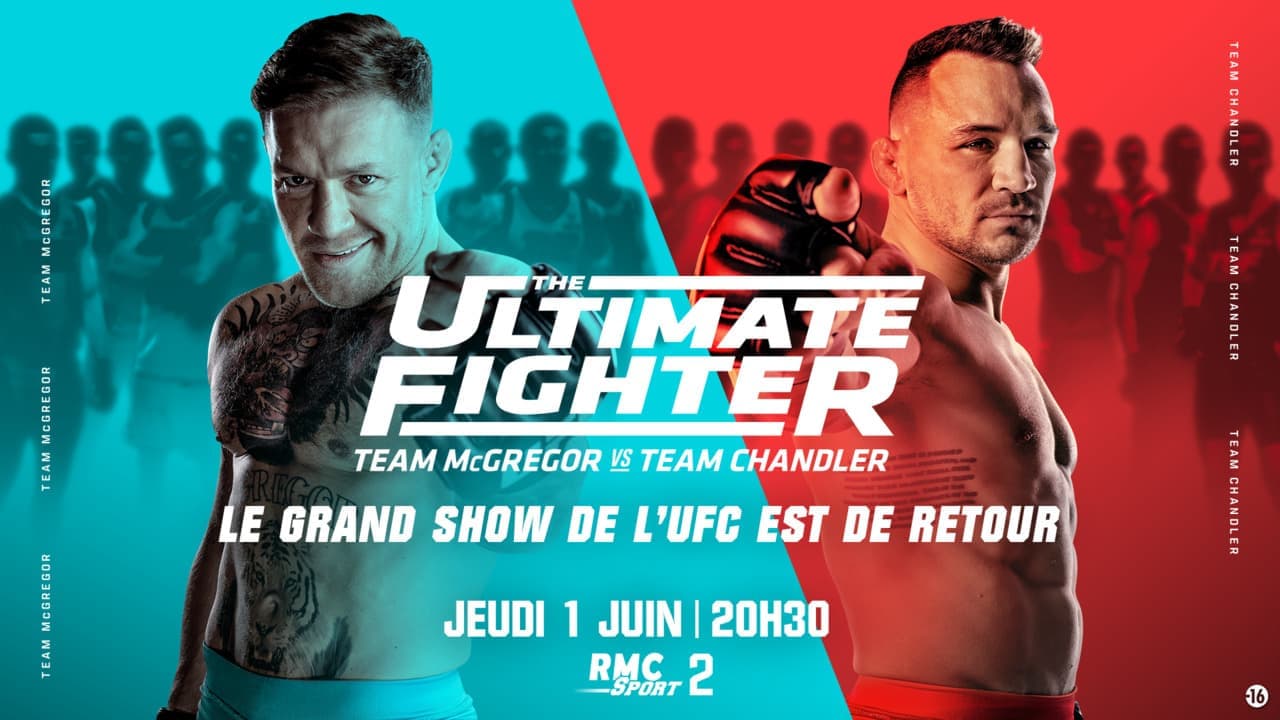 TEAM McGREGOR
TEAM McGREGOR
TEAM McGREGOR
TEAM CHANDLER
TEAM CHANDLER
TEAM CHANDLER
THE
ULTIMATE
FIGHTER
TEAM McGREGOR VS TEAM CHANDLER
LE GRAND SHOW DE L'UFC EST DE RETOUR
JEUDI 1 JUIN | 20H30
RMC
SPORT 2
-16